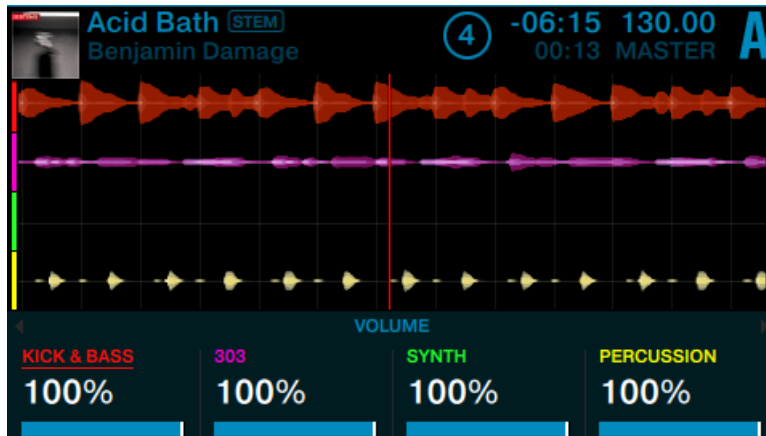 Acid Bath STEM
Benjamin Damage
4
-06:15 130.00
00:13 MASTER
A
VOLUME
KICK & BASS 303 SYNTH PERCUSSION
100% 100% 100% 100%